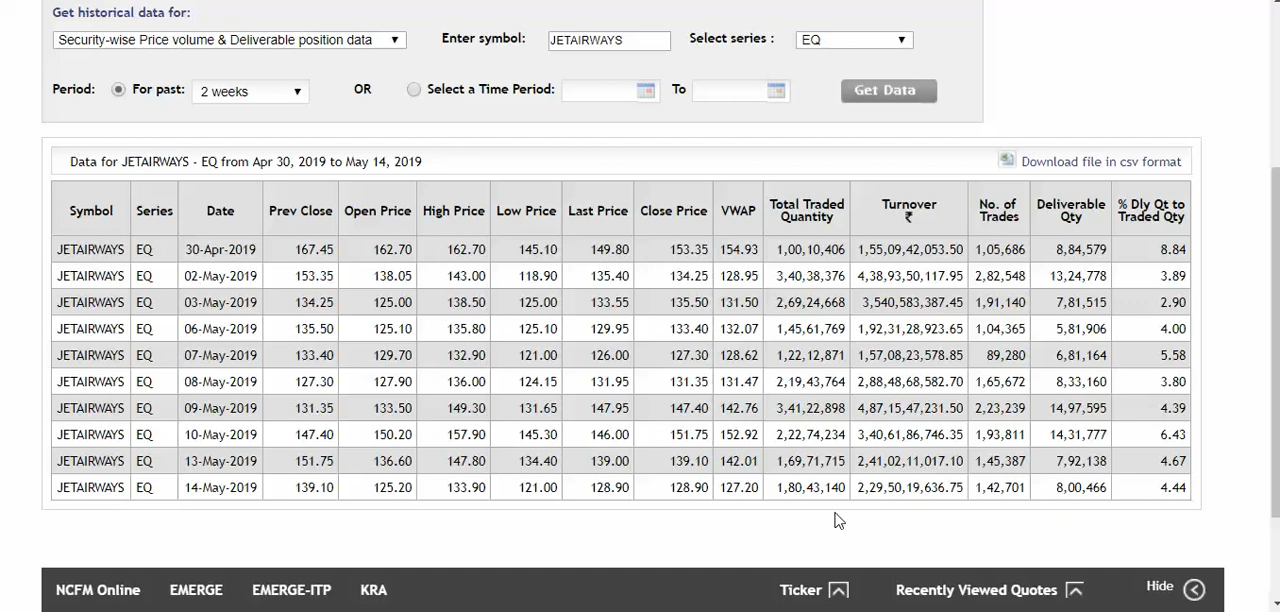 Get historical data for:
Security-wise Price volume & Deliverable position data Enter symbol: JETAIRWAYS Select series : EQ
Period: For past: 2 weeks OR Select a Time Period: To Get Data
Data for JETAIRWAYS - EQ from Apr 30, 2019 to May 14, 2019 Download file in csv format
Symbol Series Date Prev Close Open Price High Price Low Price Last Price Close Price VWAP Total Traded Quantity Turnover ₹ No. of Trades Deliverable Qty % Dly Qt to Traded Qty
JETAIRWAYS EQ 30-Apr-2019 167.45 162.70 162.70 145.10 149.80 153.35 154.93 1,00,10,406 1,55,09,42,053.50 1,05,686 8,84,579 8.84
JETAIRWAYS EQ 02-May-2019 153.35 138.05 143.00 118.90 135.40 134.25 128.95 3,40,38,376 4,38,93,50,117.95 2,82,548 13,24,778 3.89
JETAIRWAYS EQ 03-May-2019 134.25 125.00 138.50 125.00 133.55 135.50 131.50 2,69,24,668 3,540,583,387.45 1,91,140 7,81,515 2.90
JETAIRWAYS EQ 06-May-2019 135.50 125.10 135.80 125.10 129.95 133.40 132.07 1,45,61,769 1,92,31,28,923.65 1,04,365 5,81,906 4.00
JETAIRWAYS EQ 07-May-2019 133.40 129.70 132.90 121.00 126.00 127.30 128.62 1,22,12,871 1,57,08,23,578.85 89,280 6,81,164 5.58
JETAIRWAYS EQ 08-May-2019 127.30 127.90 136.00 124.15 131.95 131.35 131.47 2,19,43,764 2,88,48,68,582.70 1,65,672 8,33,160 3.80
JETAIRWAYS EQ 09-May-2019 131.35 133.50 149.30 131.65 147.95 147.40 142.76 3,41,22,898 4,87,15,47,231.50 2,23,239 14,97,595 4.39
JETAIRWAYS EQ 10-May-2019 147.40 150.20 157.90 145.30 146.00 151.75 152.92 2,22,74,234 3,40,61,86,746.35 1,93,811 14,31,777 6.43
JETAIRWAYS EQ 13-May-2019 151.75 136.60 147.80 134.40 139.00 139.10 142.01 1,69,71,715 2,41,02,11,017.10 1,45,387 7,92,138 4.67
JETAIRWAYS EQ 14-May-2019 139.10 125.20 133.90 121.00 128.90 128.90 127.20 1,80,43,140 2,29,50,19,636.75 1,42,701 8,00,466 4.44
NCFM Online EMERGE EMERGE-ITP KRA Ticker Recently Viewed Quotes Hide